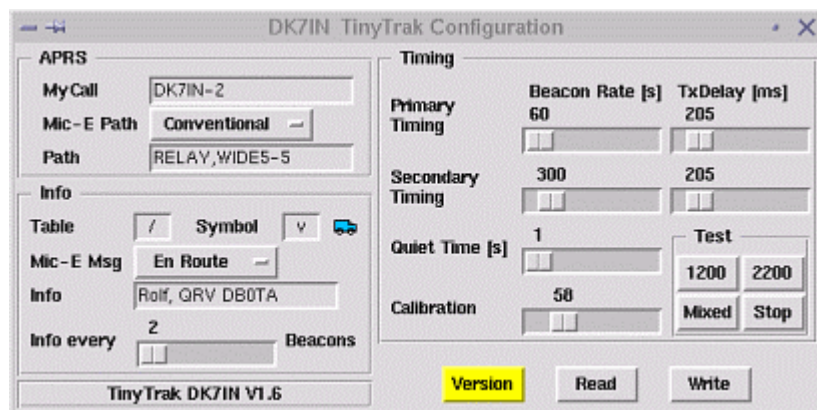 DK7IN TinyTrak Configuration
APRS
MyCall DK7IN-2
Mic-E Path Conventional
Path RELAY,WIDE5-5
Info
Table / Symbol v
Mic-E Msg En Route
Info Rolf, QRV DB0TA
2
Info every Beacons
TinyTrak DK7IN V1.6
Timing
Beacon Rate [s] TxDelay [ms]
Primary Timing 60 205
Secondary Timing 300 205
Quiet Time [s] 1
Calibration 58
Test
1200 2200
Mixed Stop
Version Read Write